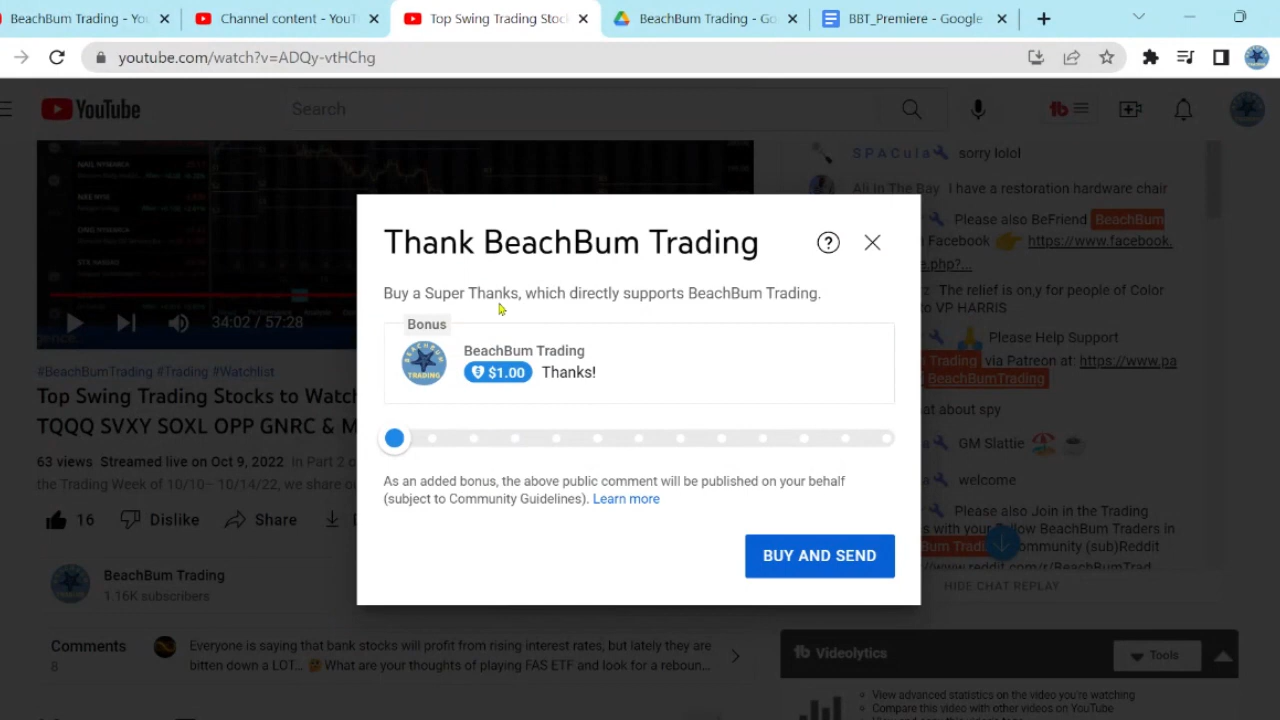 BeachBum Trading - You
Channel content - YouT
Top Swing Trading Stoc
BeachBum Trading - Go
BBT_Premiere - Google
youtube.com/watch?v=ADQy-vtHChg
YouTube
Search
S P A C u l a sorry lolol
Ali In The Bay I have a restoration hardware chair
Please also BeFriend BeachBum
Facebook 👉 https://www.facebook.
e.php?...
The relief is on,y for people of Color
to VP HARRIS
🙏 Please Help Support
Trading via Patreon at: https://www.pa
BeachBumTrading
at about spy
GM Slattie 🏖️ ☕
welcome
Please also Join in the Trading
with your Fellow BeachBum Traders in
ommunity (sub)Reddit
HIDE CHAT REPLAY
34:02 / 57:28
#BeachBumTrading #Trading #Watchlist
Top Swing Trading Stocks to Watch
TQQQ SVXY SOXL OPP GNRC & M
63 views Streamed live on Oct 9, 2022 In Part 2 o
the Trading Week of 10/10– 10/14/22, we share ou
16 Dislike Share
BeachBum Trading
1.16K subscribers
Thank BeachBum Trading
Buy a Super Thanks, which directly supports BeachBum Trading.
Bonus
BeachBum Trading
$1.00 Thanks!
As an added bonus, the above public comment will be published on your behalf
(subject to Community Guidelines). Learn more
BUY AND SEND
Comments
8
Everyone is saying that bank stocks will profit from rising interest rates, but lately they are
bitten down a LOT... 🤔 What are your thoughts of playing FAS ETF and look for a reboun...
tb Videolytics
Tools
View advanced statistics on the video you're watching
Compare this video with other videos on YouTube